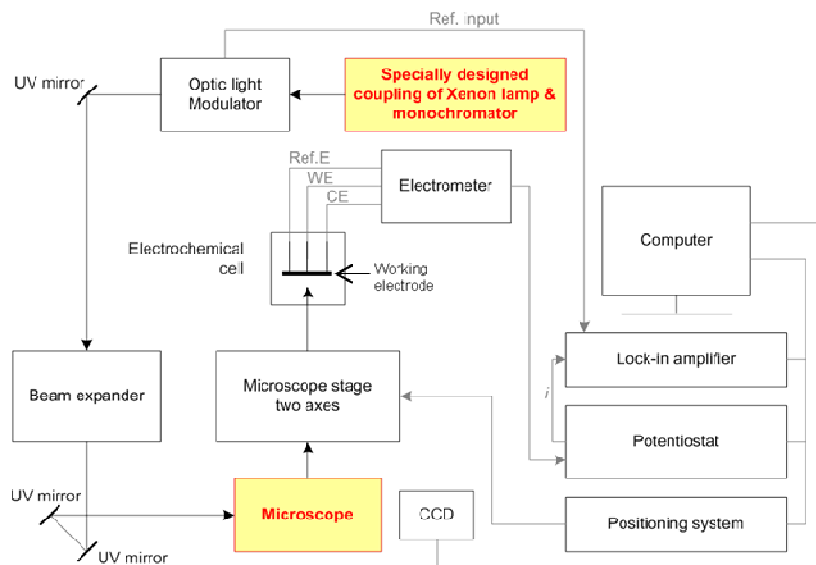 Ref. input
UV mirror
Optic light
Modulator
Specially designed
coupling of Xenon lamp &
monochromator
Ref.E
WE
CE
Electrometer
Computer
Electrochemical
cell
Working
electrode
Lock-in amplifier
Beam expander
Microscope stage
two axes
i
Potentiostat
UV mirror
Microscope
CCD
Positioning system
UV mirror